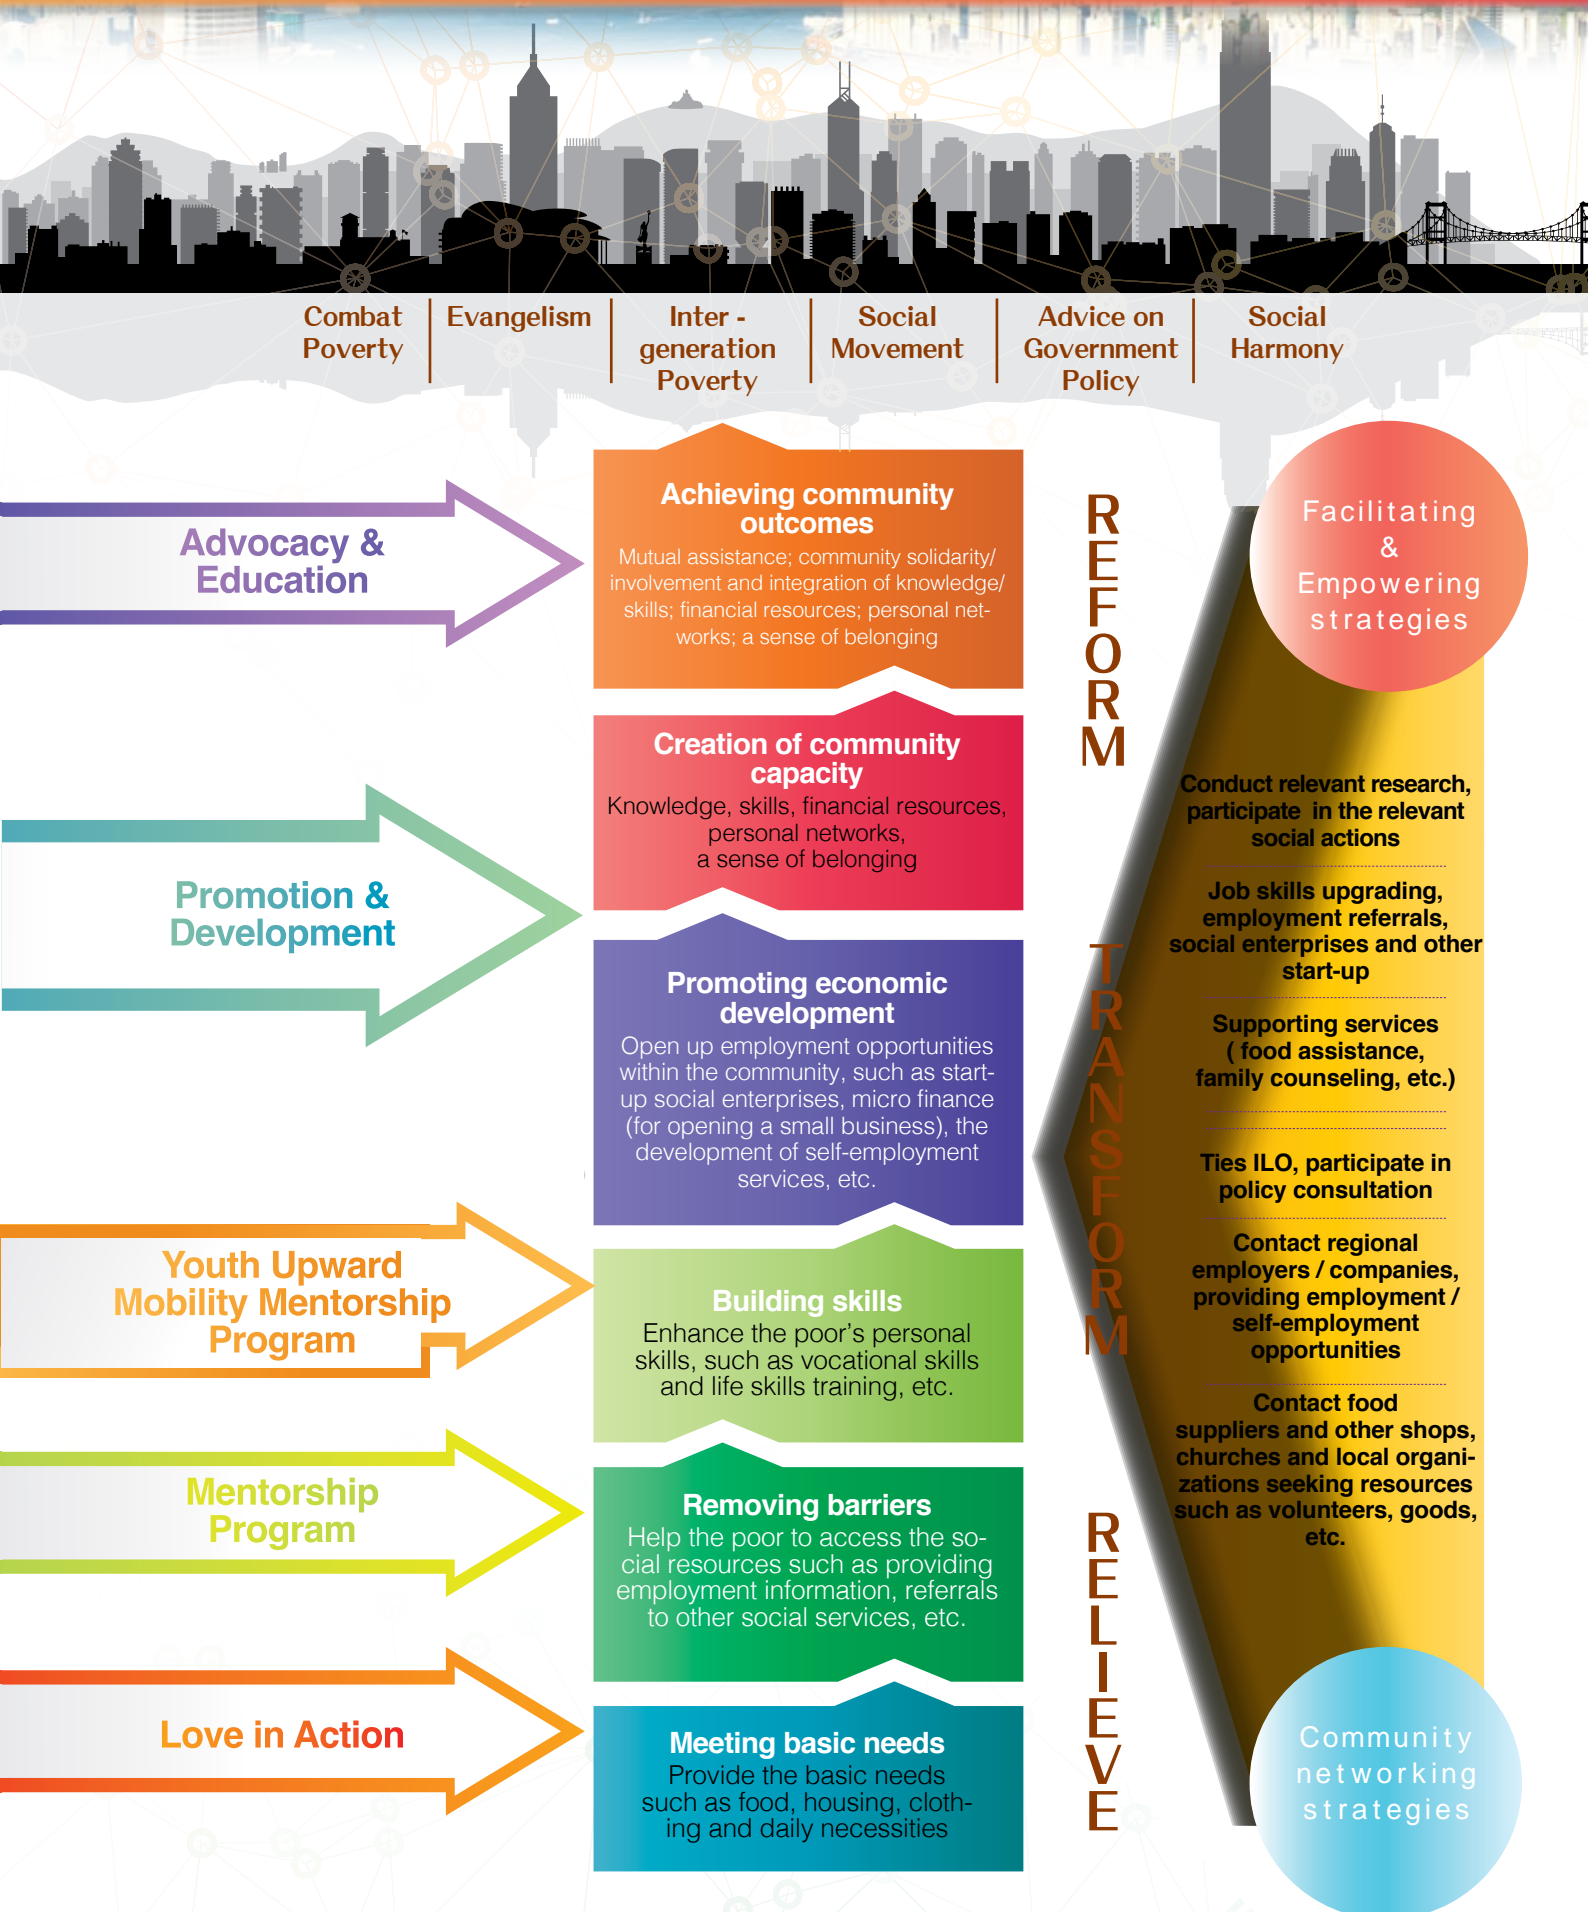 Combat
Poverty
Evangelism
Inter -
generation
Poverty
Social
Movement
Advice on
Government
Policy
Social
Harmony
Advocacy &
Education
Promotion &
Development
Youth Upward
Mobility Mentorship
Program
Mentorship
Program
Love in Action
Achieving community
outcomes
Mutual assistance; community solidarity/
involvement and integration of knowledge/
skills; financial resources; personal net-
works; a sense of belonging
Creation of community
capacity
Knowledge, skills, financial resources,
personal networks,
a sense of belonging
Promoting economic
development
Open up employment opportunities
within the community, such as start-
up social enterprises, micro finance
(for opening a small business), the
development of self-employment
services, etc.
Building skills
Enhance the poor's personal
skills, such as vocational skills
and life skills training, etc.
Removing barriers
Help the poor to access the so-
cial resources such as providing
employment information, referrals
to other social services, etc.
Meeting basic needs
Provide the basic needs
such as food, housing, cloth-
ing and daily necessities
REFORM
TRANSFORM
RELIEVE
Facilitating
&
Empowering
strategies
Conduct relevant research,
participate in the relevant
social actions
Job skills upgrading,
employment referrals,
social enterprises and other
start-up
Supporting services
( food assistance,
family counseling, etc.)
Ties ILO, participate in
policy consultation
Contact regional
employers / companies,
providing employment /
self-employment
opportunities
Contact food
suppliers and other shops,
churches and local organi-
zations seeking resources
such as volunteers, goods,
etc.
Community
networking
strategies